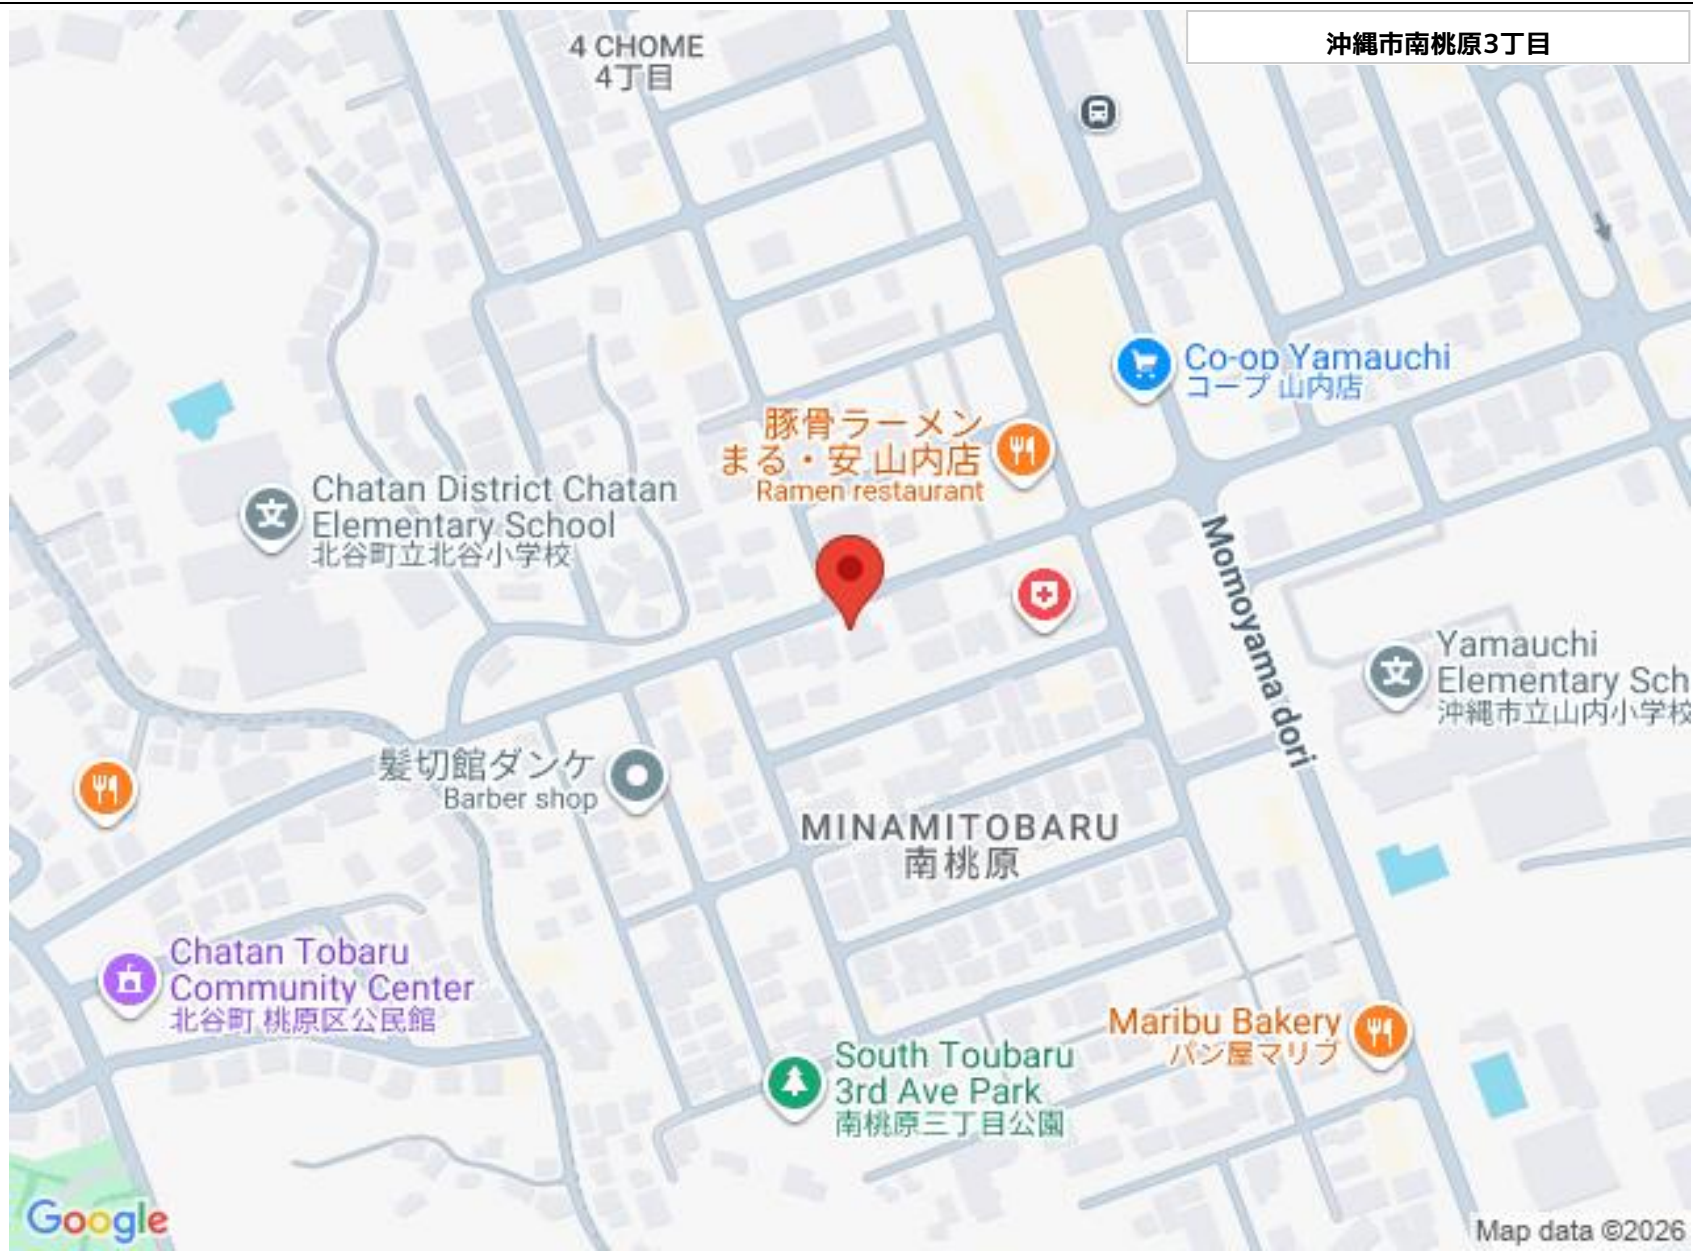 沖縄市南桃原3丁目
4 CHOME
4丁目
Co-op Yamauchi
コープ 山内店
豚骨ラーメン
まる・安 山内店
Ramen restaurant
Chatan District Chatan
Elementary School
北谷町立北谷小学校
Momoyama dori
Yamauchi
Elementary Sch
沖縄市立山内小学校
髪切館ダンケ
Barber shop
MINAMITOBARU
南桃原
Chatan Tobaru
Community Center
北谷町 桃原区公民館
Maribu Bakery
パン屋マリブ
South Toubaru
3rd Ave Park
南桃原三丁目公園
Google
Map data ©2026